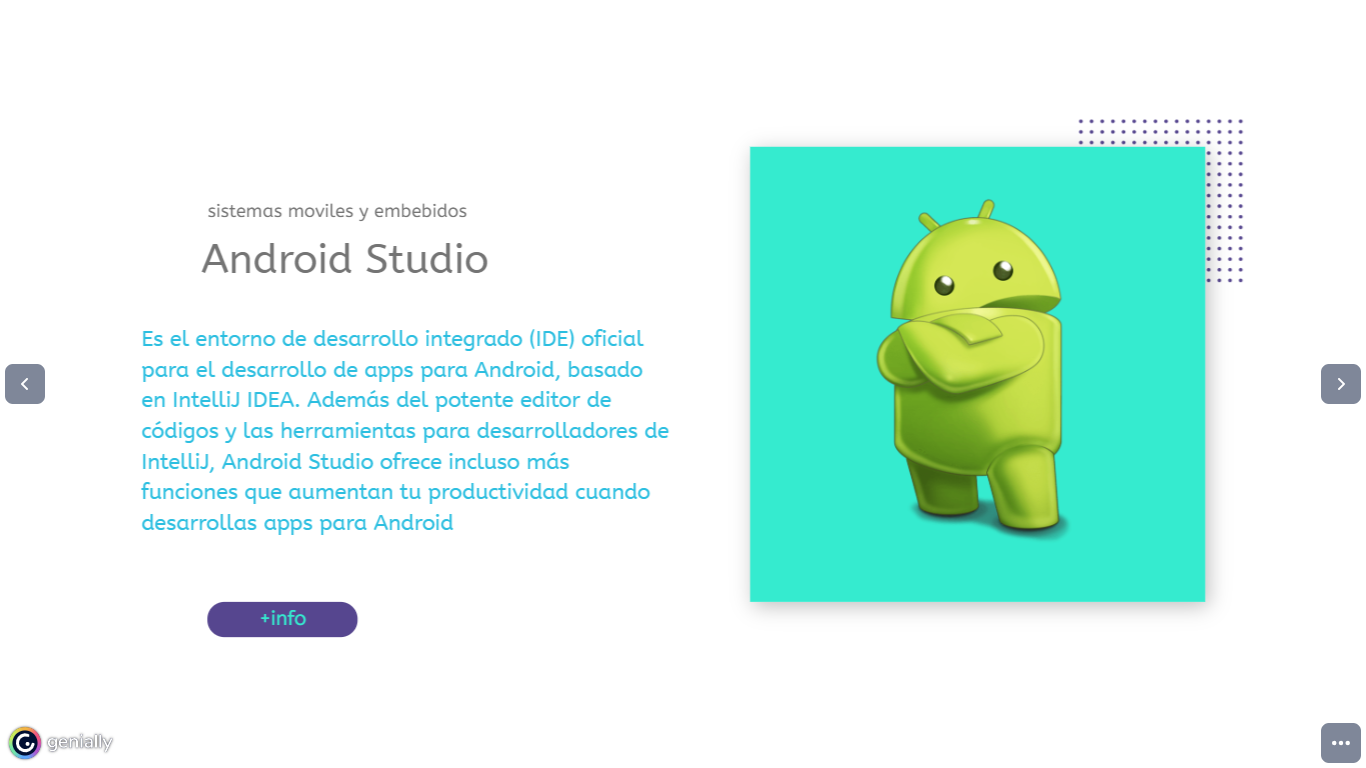 sistemas moviles y embebidos
Android Studio
Es el entorno de desarrollo integrado (IDE) oficial
para el desarrollo de apps para Android, basado
en IntelliJ IDEA. Además del potente editor de
códigos y las herramientas para desarrolladores de
IntelliJ, Android Studio ofrece incluso más
funciones que aumentan tu productividad cuando
desarrollas apps para Android
+info
genially